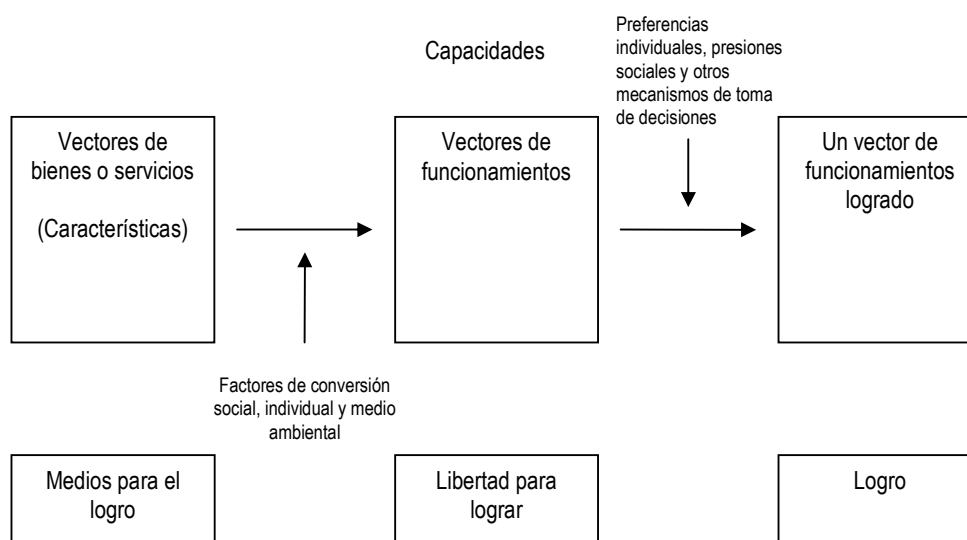 Capacidades
Preferencias
individuales, presiones
sociales y otros
mecanismos de toma
de decisiones
Vectores de
bienes o servicios
(Característícas)
Vectores de
funcionamientos
Un vector de
funcionamientos
logrado
Factores de conversión
social, individual y medio
ambiental
Medios para el
logro
Libertad para
lograr
Logro